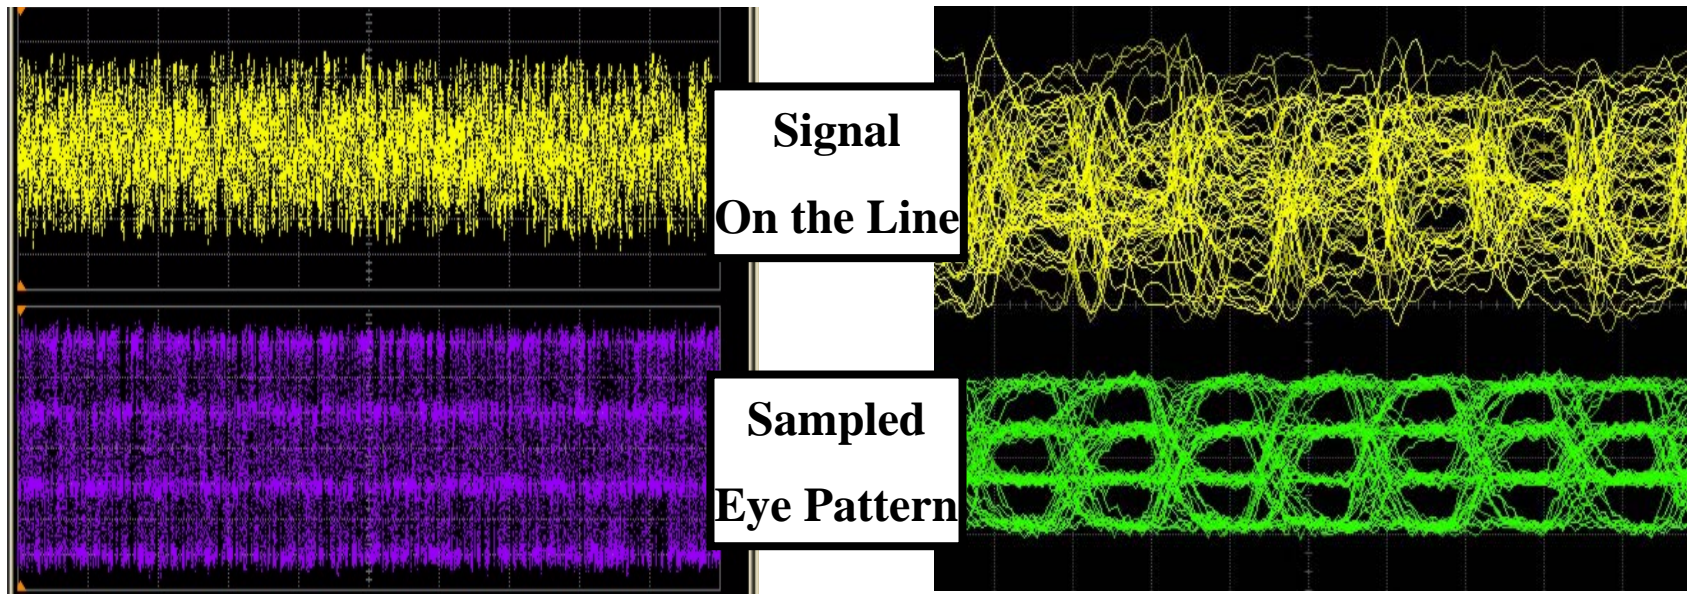 Signal
On the Line
Sampled
Eye Pattern